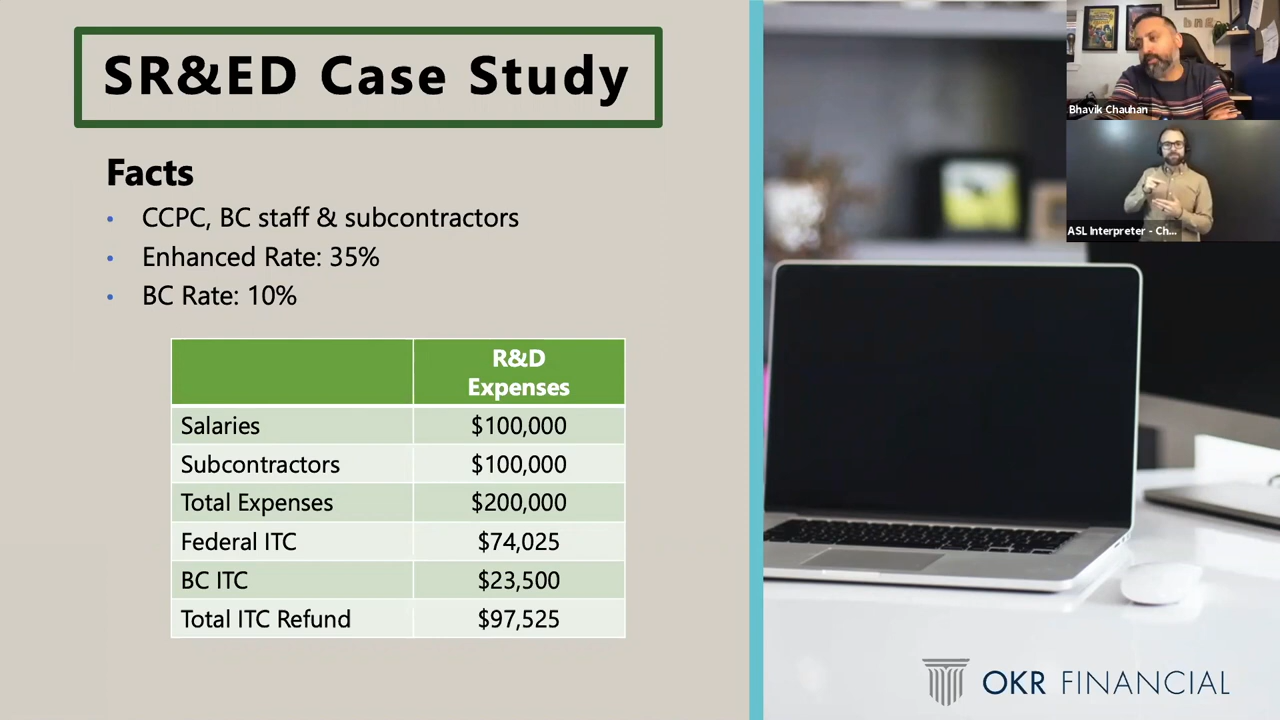 SR&ED Case Study
Facts
• CCPC, BC staff & subcontractors
• Enhanced Rate: 35%
• BC Rate: 10%
R&D
Expenses
Salaries $100,000
Subcontractors $100,000
Total Expenses $200,000
Federal ITC $74,025
BC ITC $23,500
Total ITC Refund $97,525
Bhavik Chauhan
ASL Interpreter - Ch...
OKR FINANCIAL